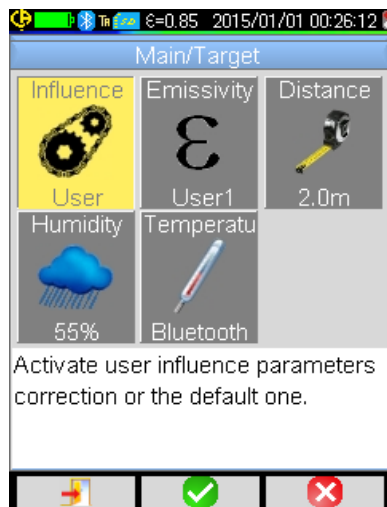 ε=0.85 2015/01/01 00:26:12
Main/Target
Influence Emissivity Distance
ε
User User1 2.0m
Humidity Temperatu
55% Bluetooth
Activate user influence parameters
correction or the default one.